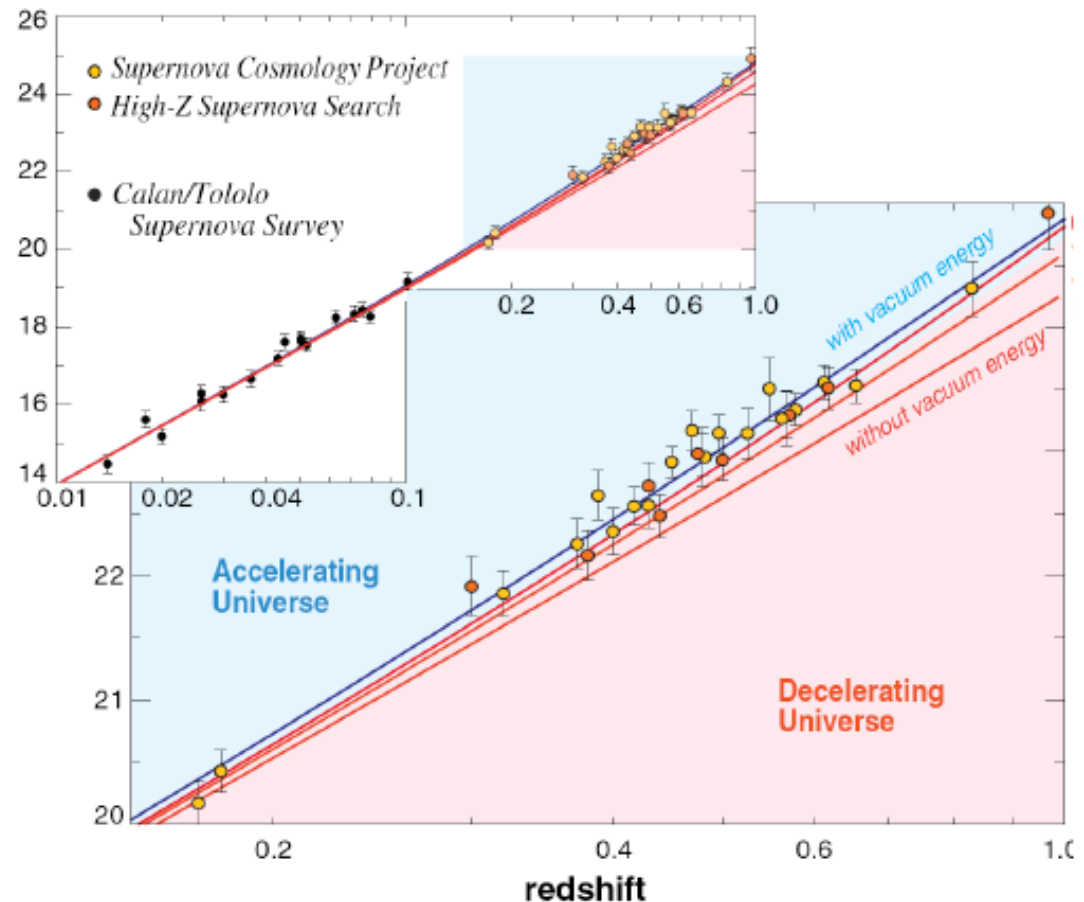 26
24
22
20
18
16
14
Supernova Cosmology Project
High-Z Supernova Search
Calan/Tololo
Supernova Survey
0.01
0.02
0.04
0.1
0.2
0.4
0.6
1.0
with vacuum energy
without vacuum energy
Accelerating
Universe
Decelerating
Universe
22
21
20
0.2
0.4
0.6
redshift